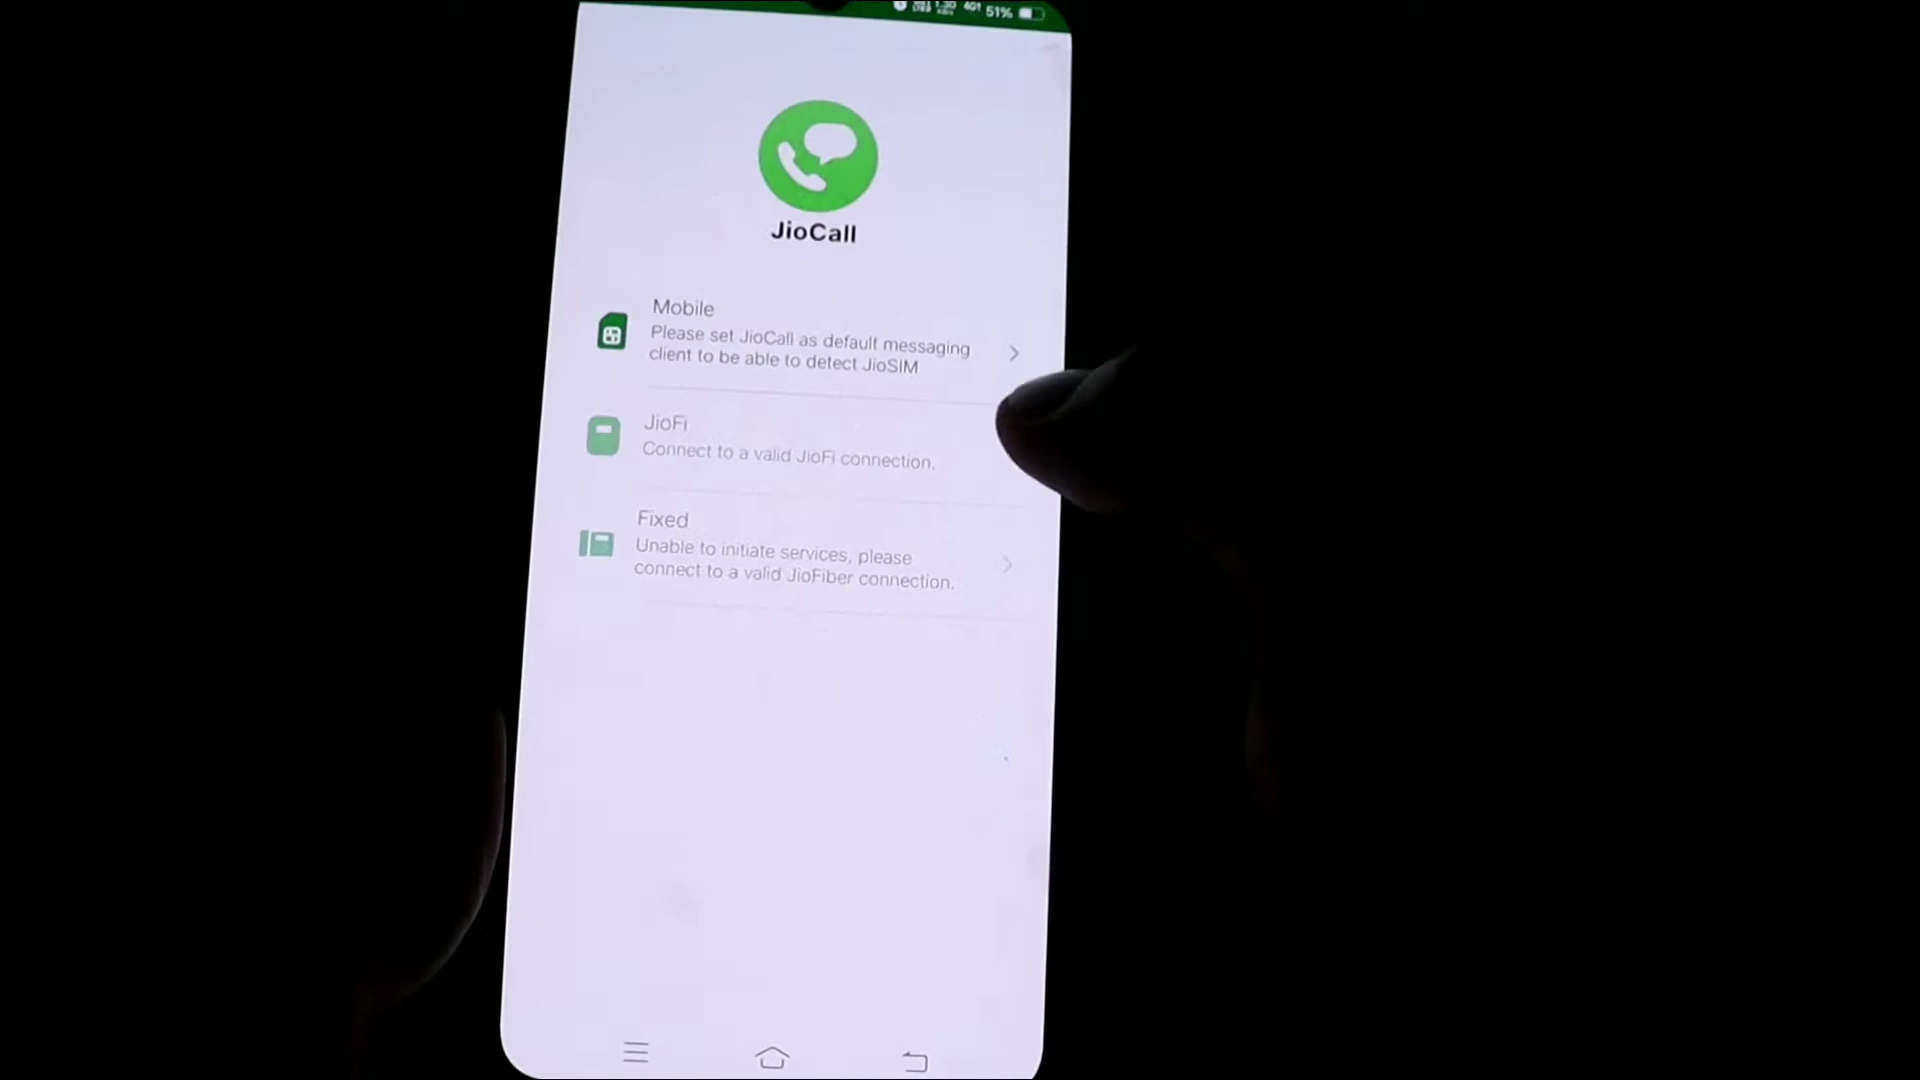 51%
JioCall
Mobile
Please set JioCall as default messaging
client to be able to detect JioSIM
JioFi
Connect to a valid JioFi connection.
Fixed
Unable to initiate services, please
connect to a valid JioFiber connection.